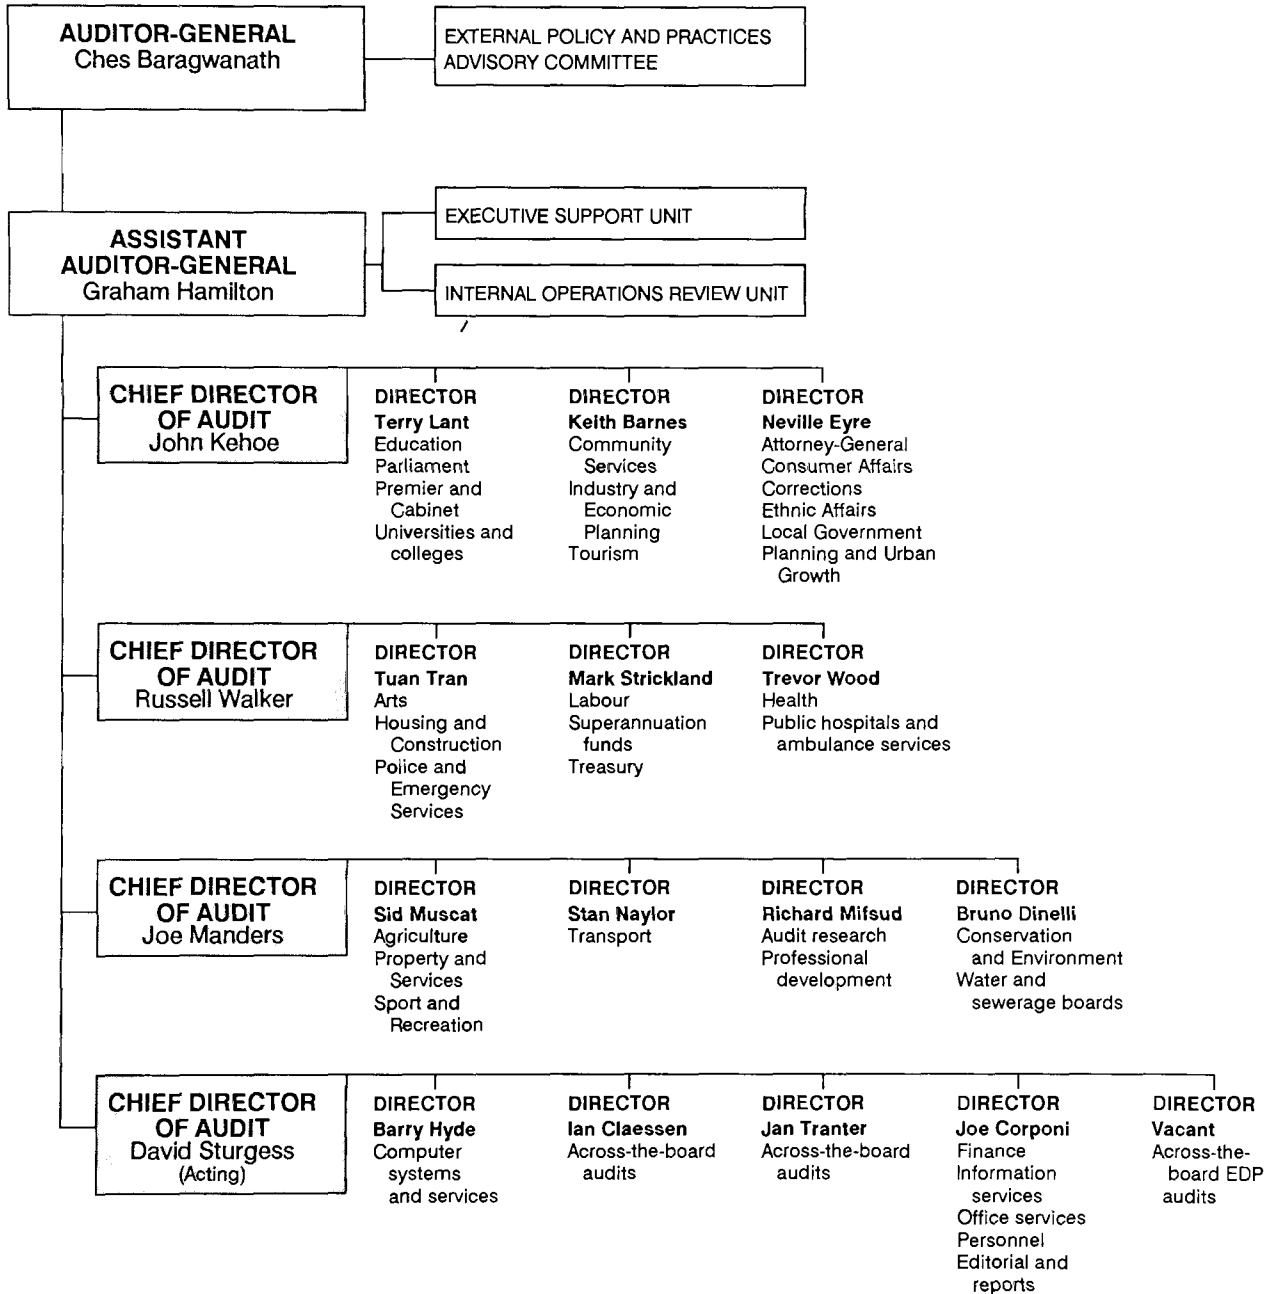 AUDITOR-GENERAL
Ches Baragwanath
EXTERNAL POLICY AND PRACTICES
ADVISORY COMMITTEE
ASSISTANT
AUDITOR-GENERAL
Graham Hamilton
EXECUTIVE SUPPORT UNIT
INTERNAL OPERATIONS REVIEW UNIT
CHIEF DIRECTOR
OF AUDIT
John Kehoe
DIRECTOR
Terry Lant
Education
Parliament
Premier and
Cabinet
Universities and
colleges
DIRECTOR
Keith Barnes
Community
Services
Industry and
Economic
Planning
Tourism
DIRECTOR
Neville Eyre
Attorney-General
Consumer Affairs
Corrections
Ethnic Affairs
Local Government
Planning and Urban
Growth
CHIEF DIRECTOR
OF AUDIT
Russell Walker
DIRECTOR
Tuan Tran
Arts
Housing and
Construction
Police and
Emergency
Services
DIRECTOR
Mark Strickland
Labour
Superannuation
funds
Treasury
DIRECTOR
Trevor Wood
Health
Public hospitals and
ambulance services
CHIEF DIRECTOR
OF AUDIT
Joe Manders
DIRECTOR
Sid Muscat
Agriculture
Property and
Services
Sport and
Recreation
DIRECTOR
Stan Naylor
Transport
DIRECTOR
Richard Mifsud
Audit research
Professional
development
DIRECTOR
Bruno Dinelli
Conservation
and Environment
Water and
sewerage boards
CHIEF DIRECTOR
OF AUDIT
David Sturgess
(Acting)
DIRECTOR
Barry Hyde
Computer
systems
and services
DIRECTOR
Ian Claessen
Across-the-board
audits
DIRECTOR
Jan Tranter
Across-the-board
audits
DIRECTOR
Joe Corponi
Finance
Information
services
Office services
Personnel
Editorial and
reports
DIRECTOR
Vacant
Across-the-
board EDP
audits